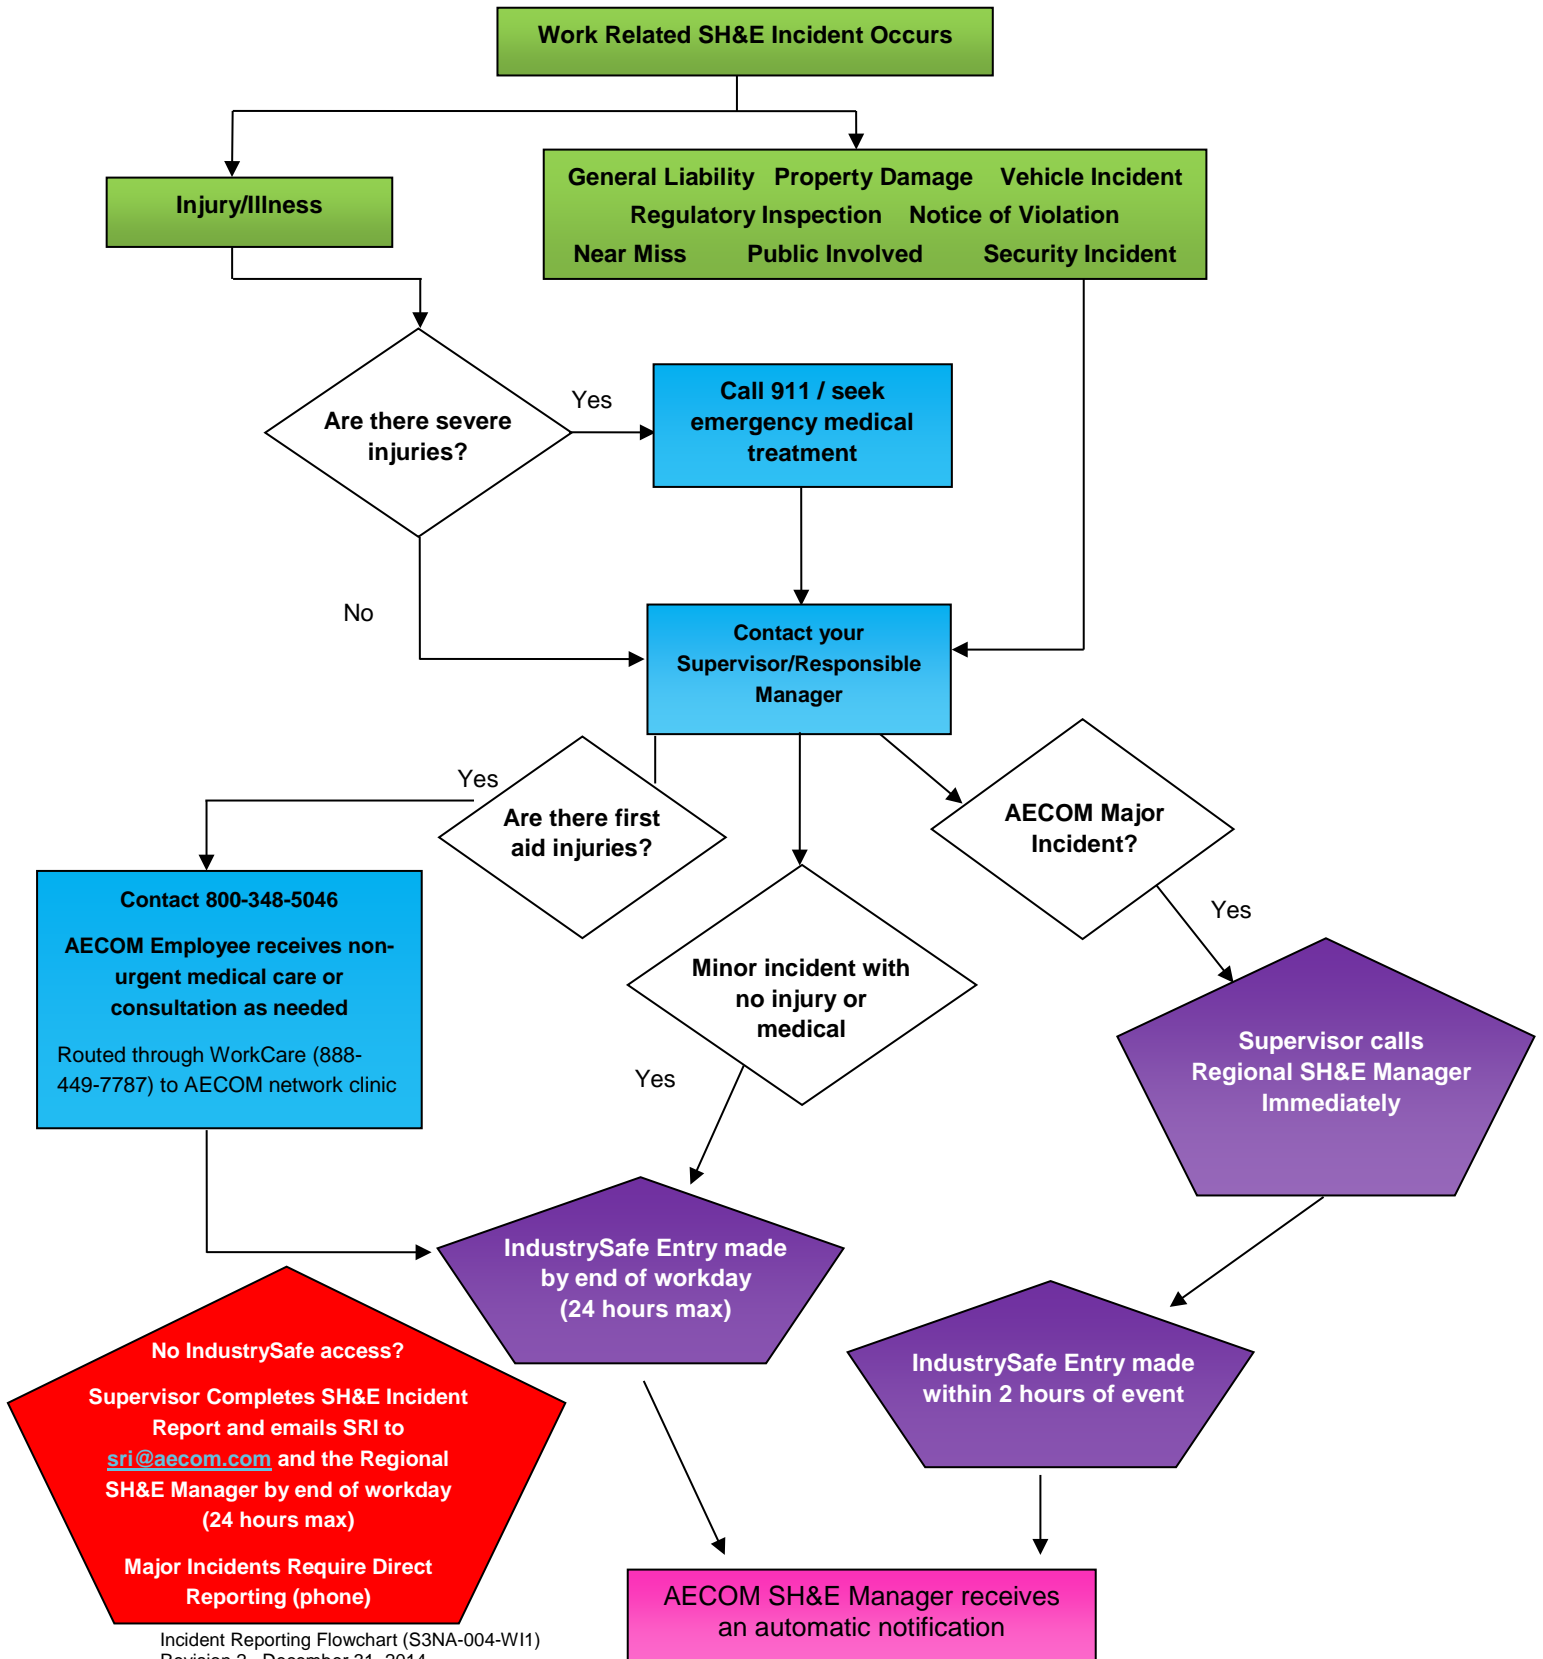 Work Related SH&E Incident Occurs
General Liability Property Damage Vehicle Incident
Regulatory Inspection Notice of Violation
Near Miss Public Involved Security Incident
Injury/Illness
Are there severe
injuries?
Yes
Call 911 / seek
emergency medical
treatment
No
Contact your
Supervisor/Responsible
Manager
Yes
Are there first
aid injuries?
AECOM Major
Incident?
Yes
Contact 800-348-5046
AECOM Employee receives non-
urgent medical care or
consultation as needed
Routed through WorkCare (888-
449-7787) to AECOM network clinic
Minor incident with
no injury or
medical
Yes
Supervisor calls
Regional SH&E Manager
Immediately
IndustrySafe Entry made
by end of workday
(24 hours max)
IndustrySafe Entry made
within 2 hours of event
No IndustrySafe access?
Supervisor Completes SH&E Incident
Report and emails SRI to
sri@aecom.com and the Regional
SH&E Manager by end of workday
(24 hours max)
Major Incidents Require Direct
Reporting (phone)
AECOM SH&E Manager receives
an automatic notification
Incident Reporting Flowchart (S3NA-004-WI1)
Revision 2 December 31, 2014